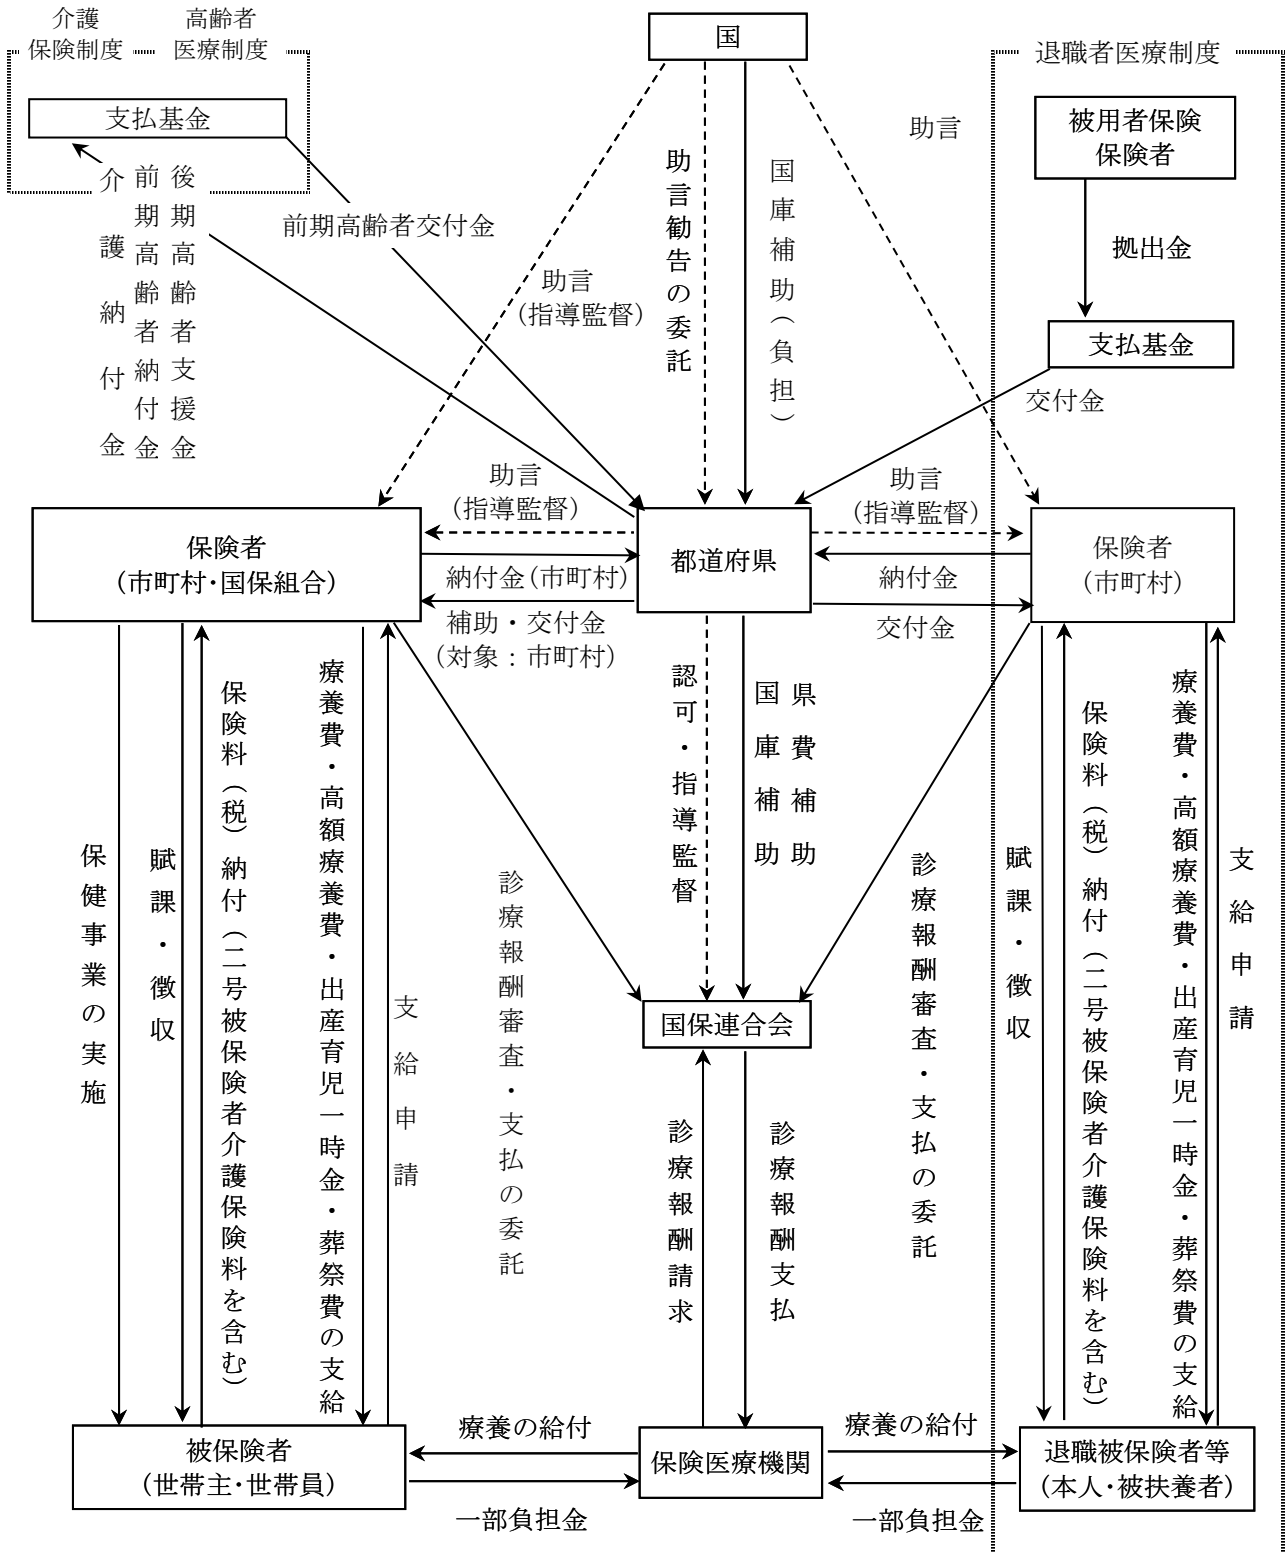 介護
保険制度
高齢者
医療制度
国
退職者医療制度
支払基金
被用者保険
保険者
助言
拠出金
支払基金
交付金
介護納付金
前期高齢者納付金
後期高齢者支援金
前期高齢者交付金
助言
(指導監督)
助言勧告の委託
国庫補助(負担)
助言
(指導監督)
助言
(指導監督)
保険者
(市町村・国保組合)
都道府県
保険者
(市町村)
納付金(市町村)
補助・交付金
(対象:市町村)
納付金
交付金
保健事業の実施
賦課・徴収
保険料(税)納付(二号被保険者介護保険料を含む)
療養費・高額療養費・出産育児一時金・葬祭費の支給
支給申請
診療報酬審査・支払の委託
認可・指導監督
国庫補助
県費補助
診療報酬審査・支払の委託
賦課・徴収
保険料(税)納付(二号被保険者介護保険料を含む)
療養費・高額療養費・出産育児一時金・葬祭費の支給
支給申請
国保連合会
診療報酬請求
診療報酬支払
被保険者
(世帯主・世帯員)
療養の給付
一部負担金
保険医療機関
療養の給付
一部負担金
退職被保険者等
(本人・被扶養者)